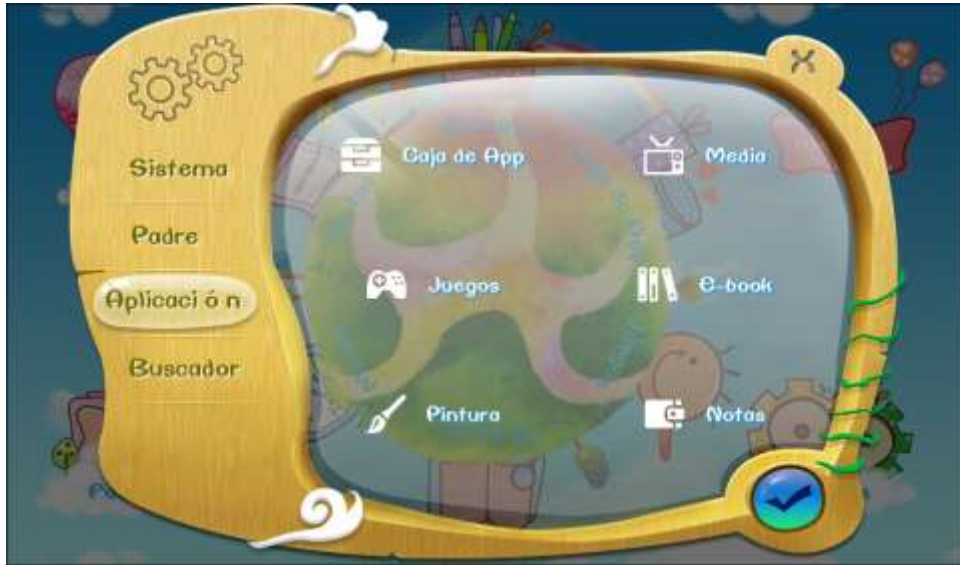 Sistema
Padre
Aplicaci ó n
Buscador
Caja de App
Media
Juegos
E-book
Pintura
Notas